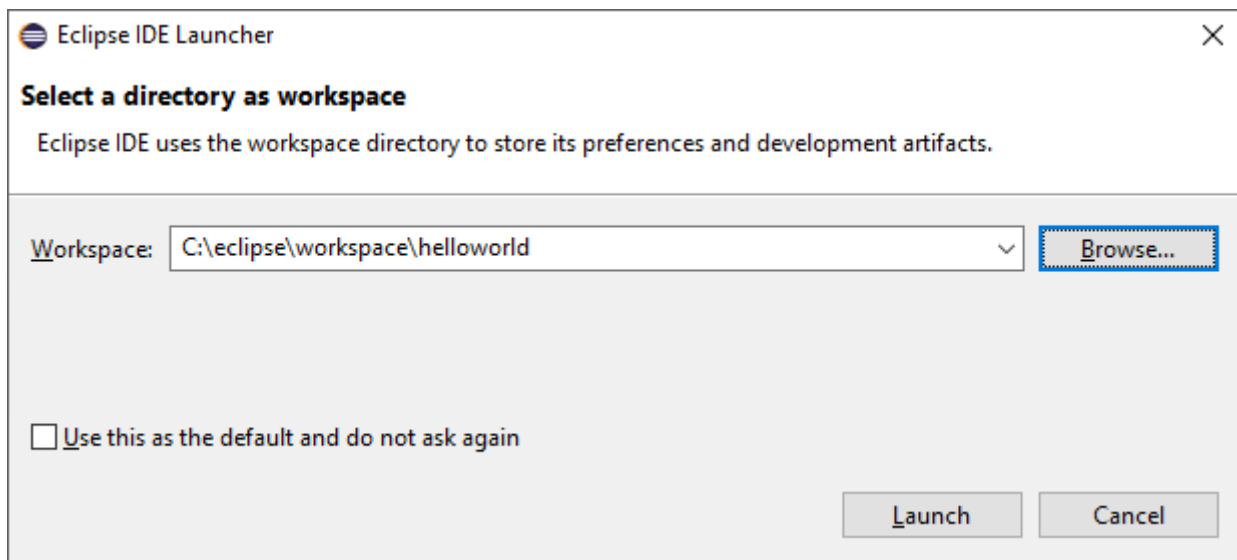 Eclipse IDE Launcher
Select a directory as workspace
Eclipse IDE uses the workspace directory to store its preferences and development artifacts.
Workspace: C:\eclipse\workspace\helloworld Browse...
Use this as the default and do not ask again
Launch Cancel